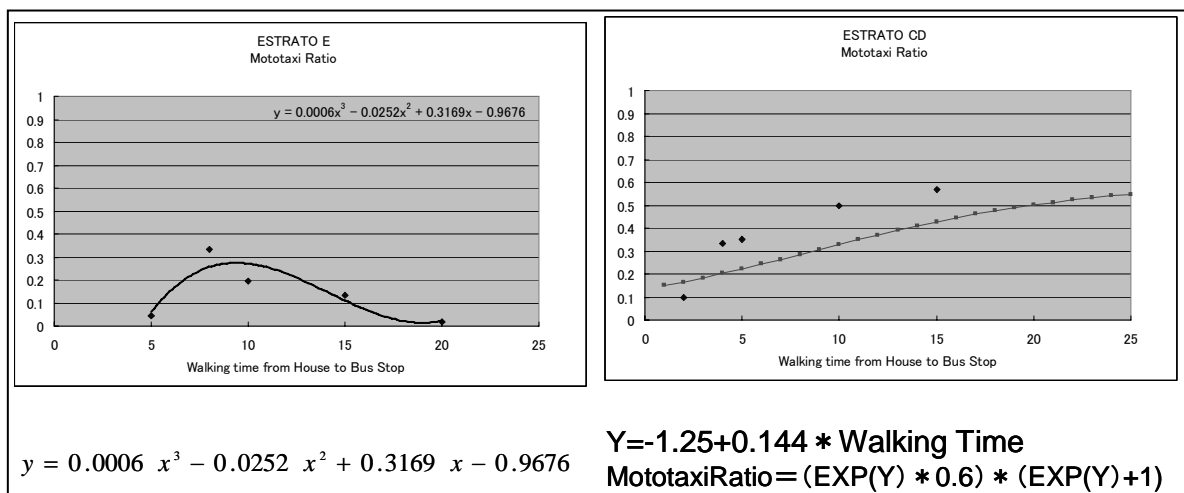 ESTRATO E
Mototaxi Ratio
y = 0.0006x³ − 0.0252x² + 0.3169x − 0.9676
1
0.9
0.8
0.7
0.6
0.5
0.4
0.3
0.2
0.1
0
0 5 10 15 20 25
Walking time from House to Bus Stop
ESTRATO CD
Mototaxi Ratio
1
0.9
0.8
0.7
0.6
0.5
0.4
0.3
0.2
0.1
0
0 5 10 15 20 25
Walking time from House to Bus Stop
y = 0.0006 x³ − 0.0252 x² + 0.3169 x − 0.9676
Y=-1.25+0.144＊Walking Time
MototaxiRatio＝(EXP(Y)＊0.6)＊(EXP(Y)+1)